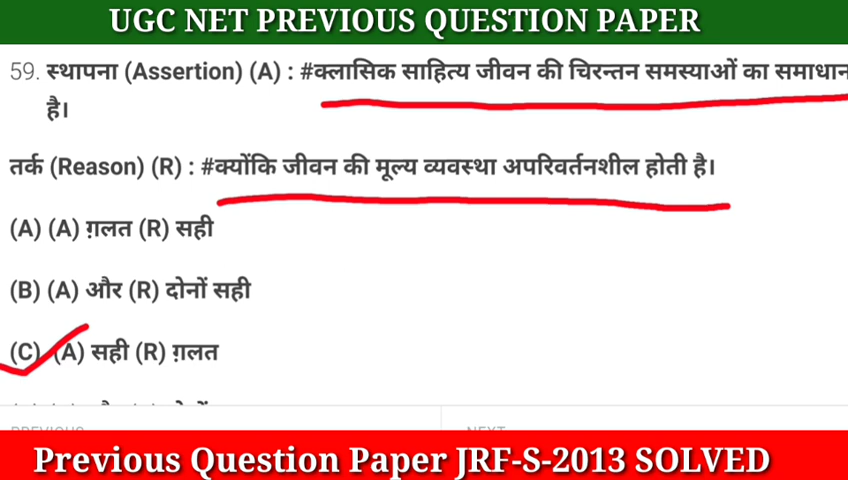 UGC NET PREVIOUS QUESTION PAPER
59. स्थापना (Assertion) (A) : #क्लासिक साहित्य जीवन की चिरन्तन समस्याओं का समाधान
है।
तर्क (Reason) (R) : #क्योंकि जीवन की मूल्य व्यवस्था अपरिवर्तनशील होती है।
(A) (A) ग़लत (R) सही
(B) (A) और (R) दोनों सही
(C) (A) सही (R) ग़लत
Previous Question Paper JRF-S-2013 SOLVED